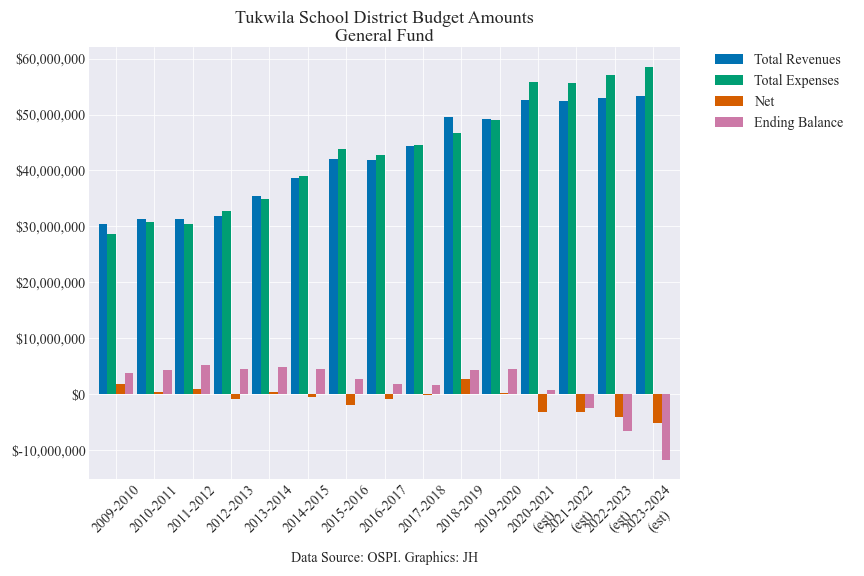 Tukwila School District Budget Amounts
General Fund
$60,000,000
$50,000,000
$40,000,000
$30,000,000
$20,000,000
$10,000,000
$0
$-10,000,000
Total Revenues
Total Expenses
Net
Ending Balance
2009-2010
2010-2011
2011-2012
2012-2013
2013-2014
2014-2015
2015-2016
2016-2017
2017-2018
2018-2019
2019-2020
2020-2021
(est)
2021-2022
(est)
2022-2023
(est)
2023-2024
(est)
Data Source: OSPI. Graphics: JH